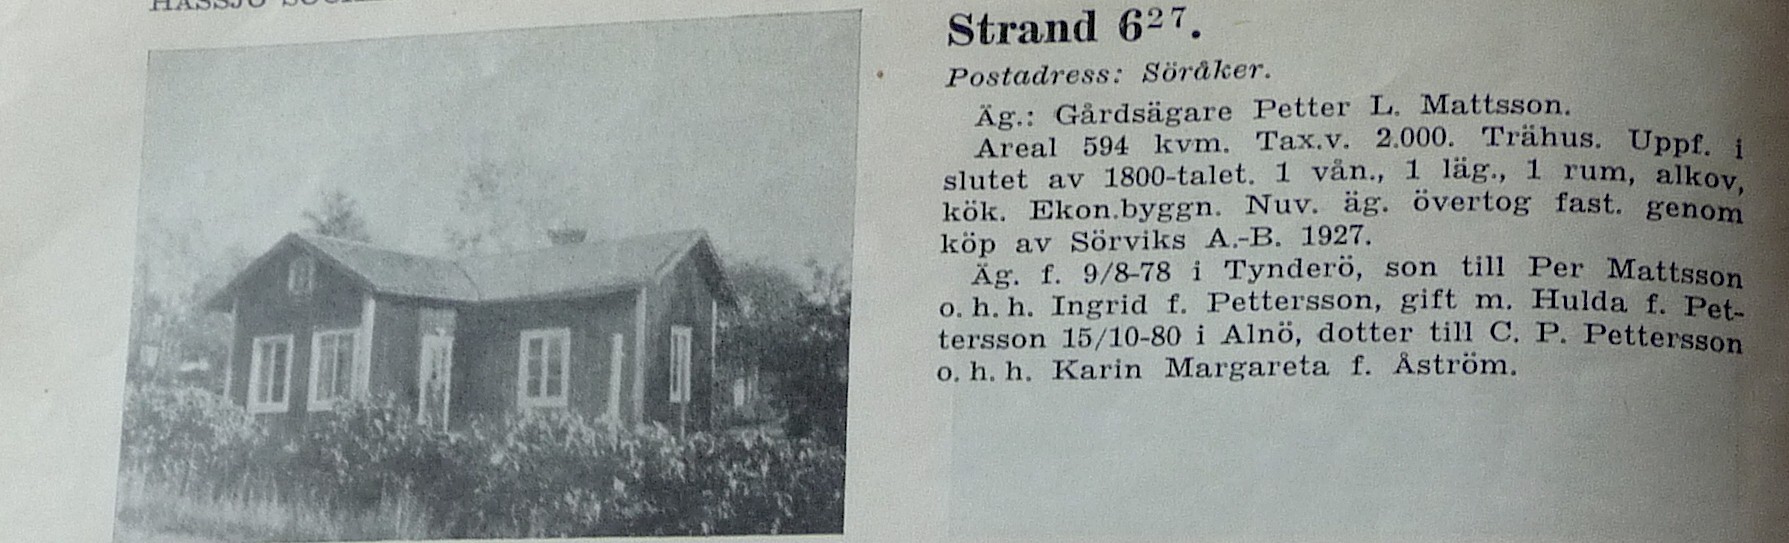 Strand 6²⁷.
Postadress: Söråker.
Äg.: Gårdsägare Petter L. Mattsson.
Areal 594 kvm. Tax.v. 2.000. Trähus. Uppf. i
slutet av 1800-talet. 1 vån., 1 läg., 1 rum, alkov,
kök. Ekon.byggn. Nuv. äg. övertog fast. genom
köp av Sörviks A.-B. 1927.
Äg. f. 9/8-78 i Tynderö, son till Per Mattsson
o. h. h. Ingrid f. Pettersson, gift m. Hulda f. Pet-
tersson 15/10-80 i Alnö, dotter till C. P. Pettersson
o. h. h. Karin Margareta f. Åström.